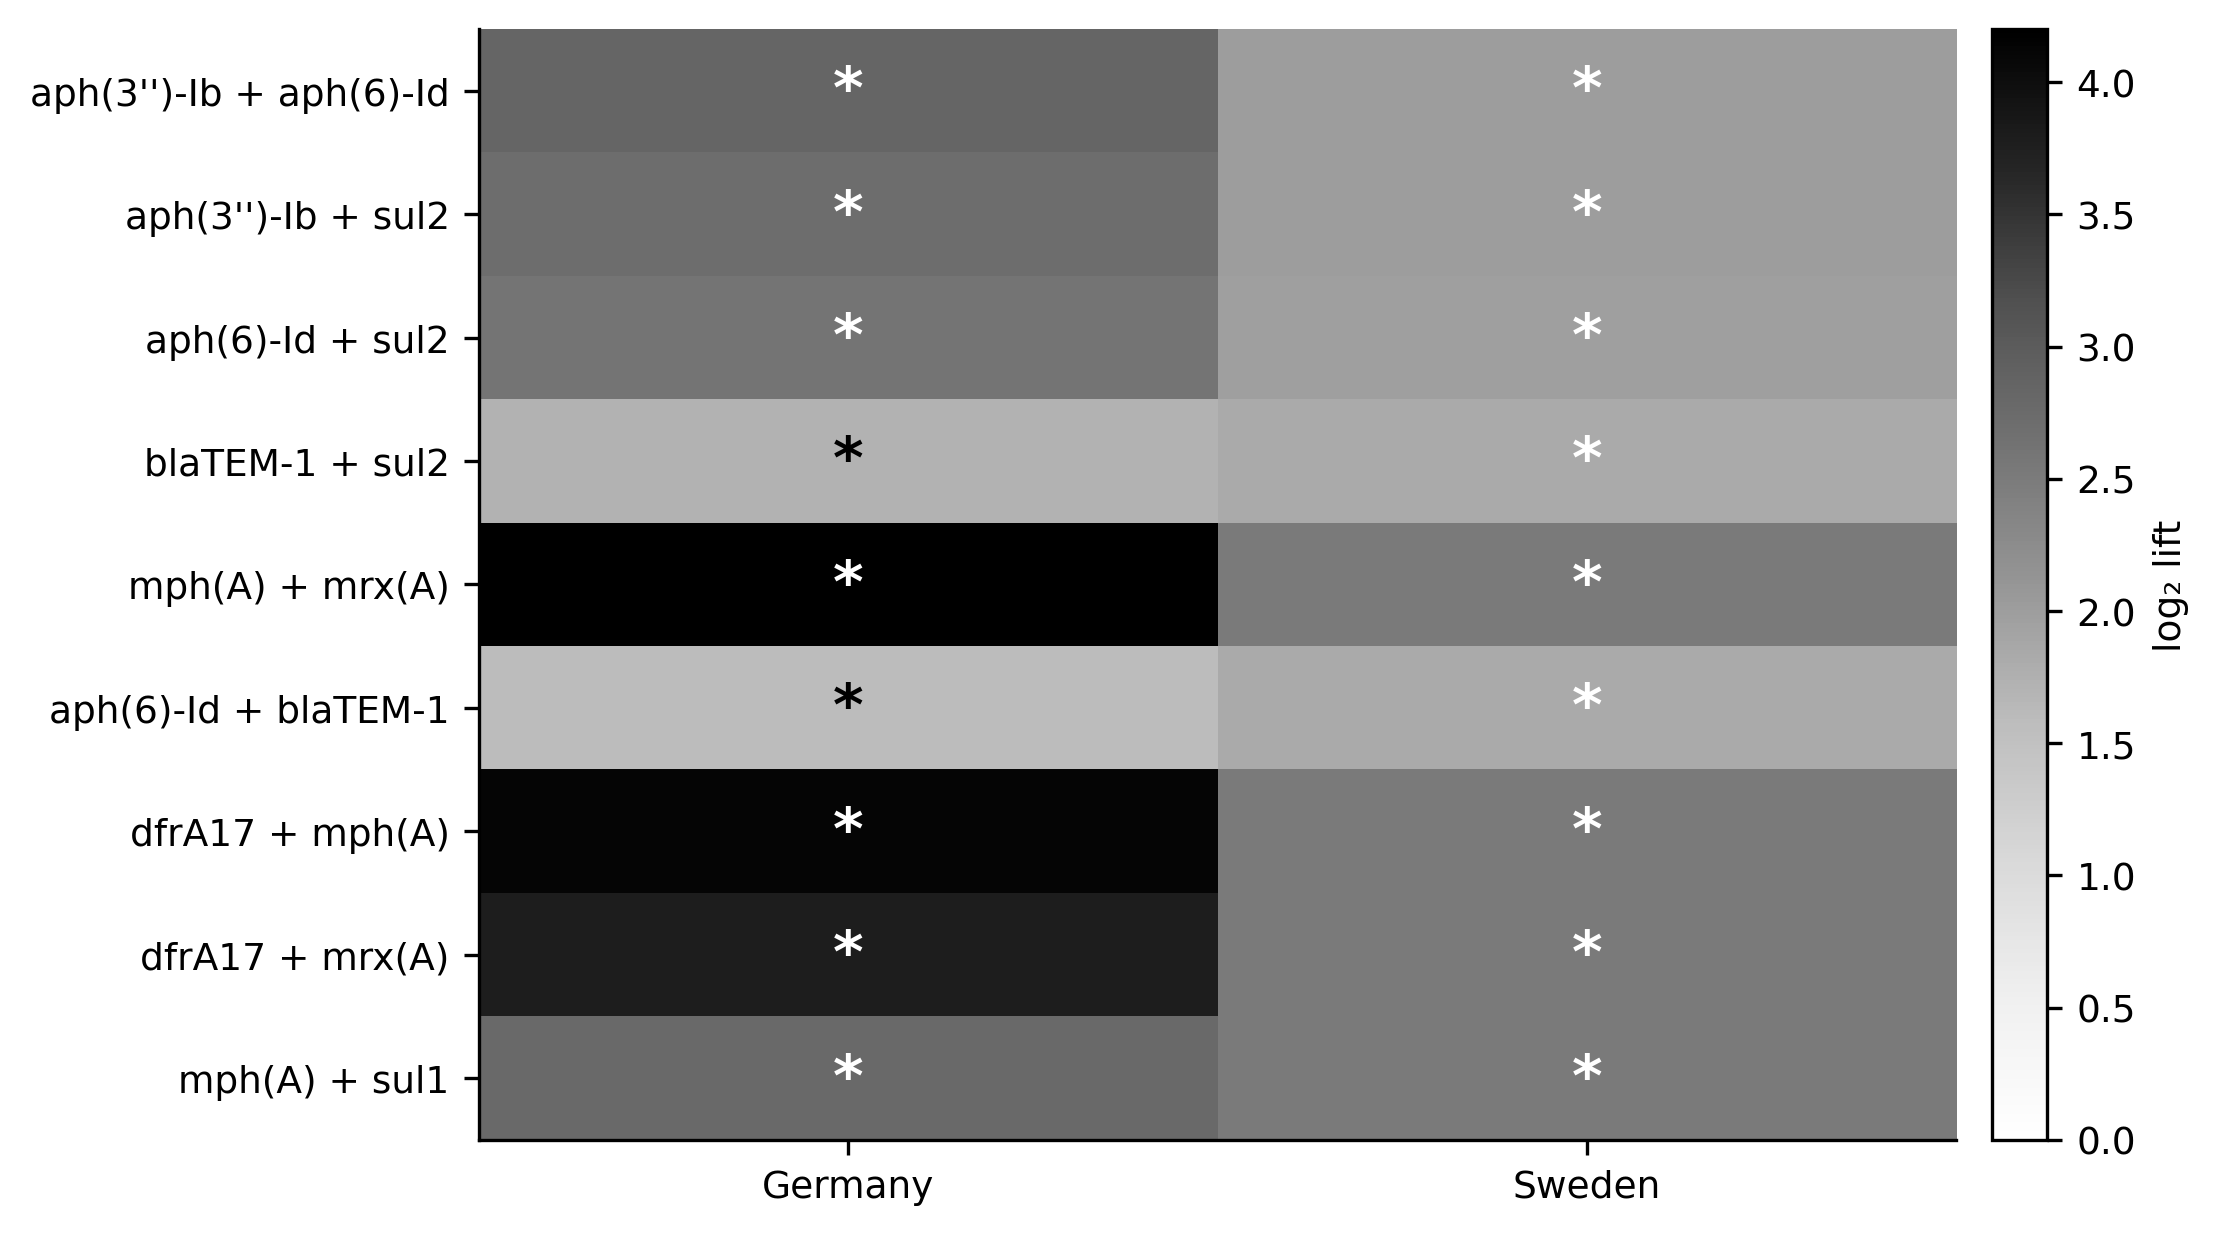 aph(3'')-Ib + aph(6)-Id
aph(3'')-Ib + sul2
aph(6)-Id + sul2
blaTEM-1 + sul2
mph(A) + mrx(A)
aph(6)-Id + blaTEM-1
dfrA17 + mph(A)
dfrA17 + mrx(A)
mph(A) + sul1
* *
* *
* *
* *
* *
* *
* *
* *
* *
Germany Sweden
4.0
3.5
3.0
2.5
2.0
1.5
1.0
0.5
0.0
log₂ lift